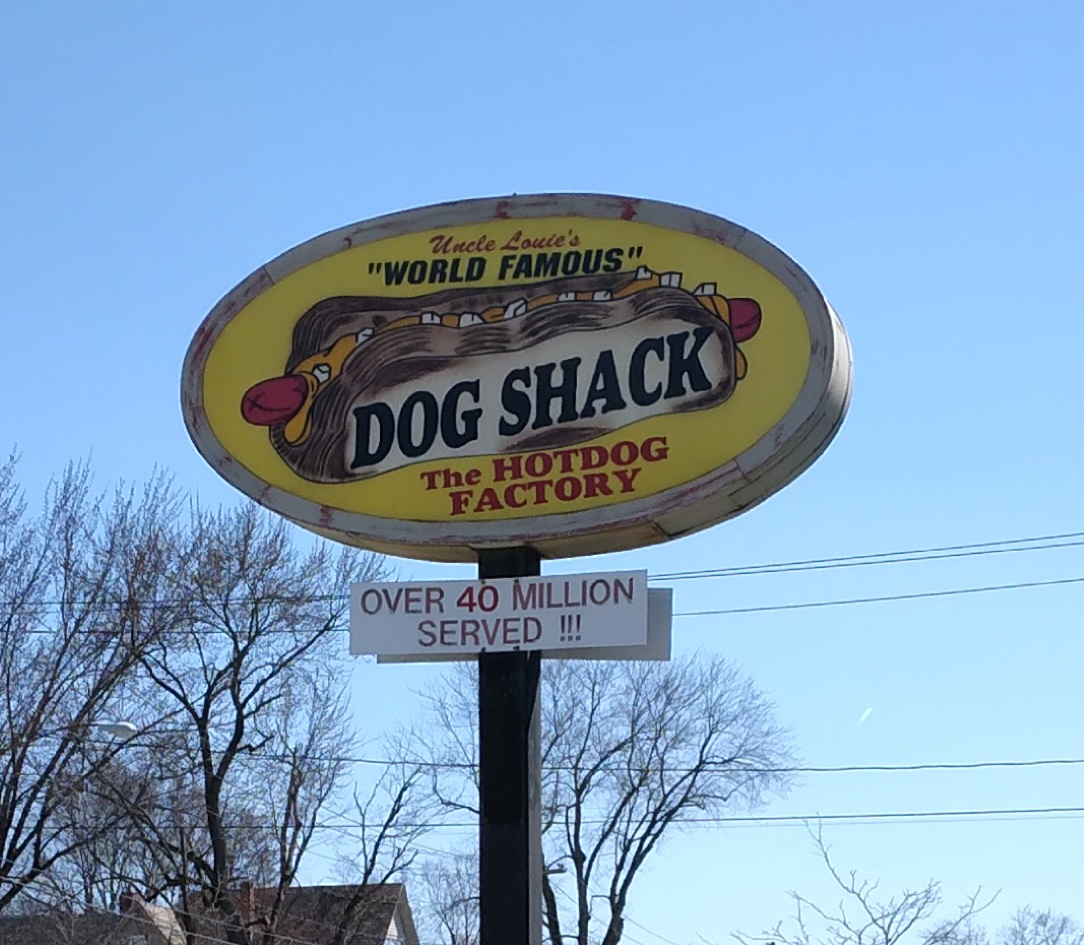 Uncle Louie's
"WORLD FAMOUS"
DOG SHACK
The HOTDOG
FACTORY
OVER 40 MILLION
SERVED !!!